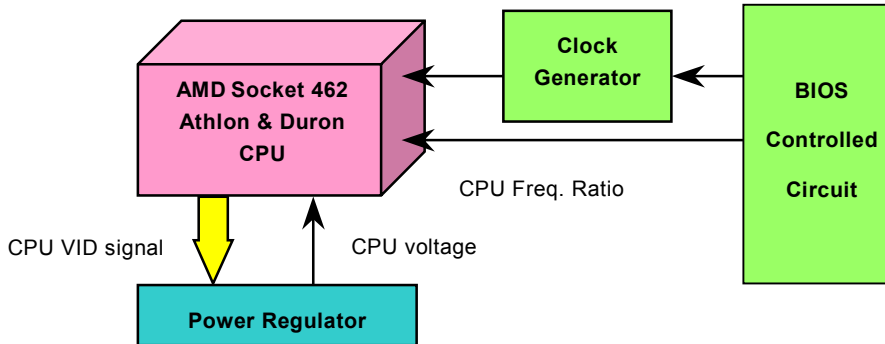 AMD Socket 462
Athlon & Duron
CPU
Clock
Generator
BIOS
Controlled
Circuit
CPU Freq. Ratio
CPU VID signal
CPU voltage
Power Regulator